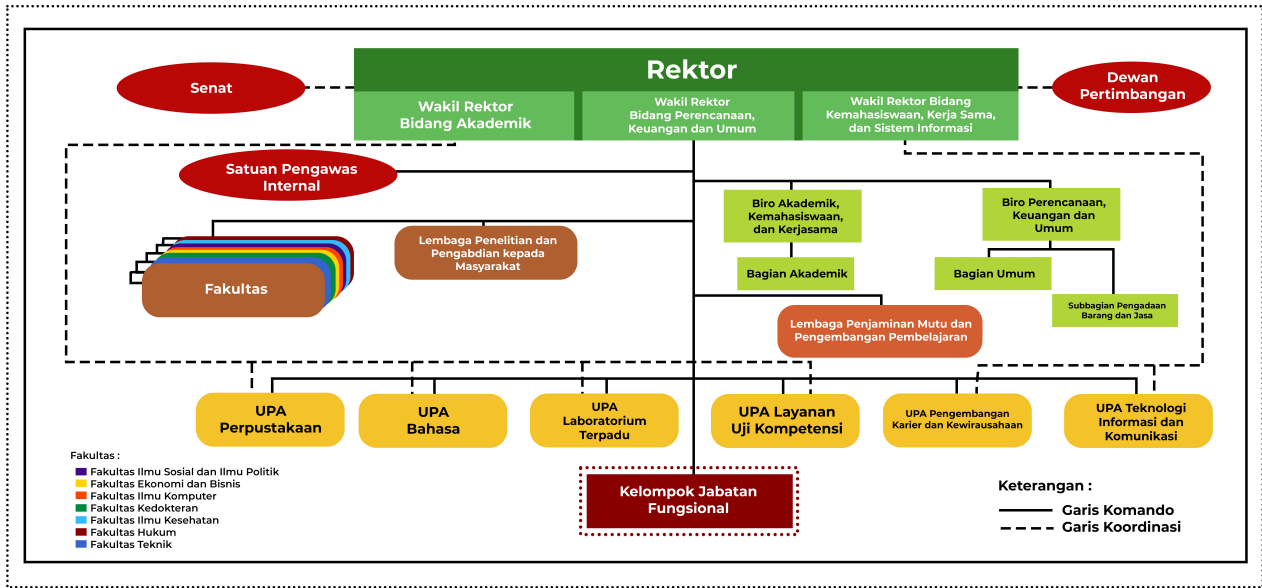 Rektor
Senat
Dewan
Pertimbangan
Wakil Rektor
Bidang Akademik
Wakil Rektor
Bidang Perencanaan,
Keuangan dan Umum
Wakil Rektor Bidang
Kemahasiswaan, Kerja Sama,
dan Sistem Informasi
Satuan Pengawas
Internal
Biro Akademik,
Kemahasiswaan,
dan Kerjasama
Biro Perencanaan,
Keuangan dan
Umum
Lembaga Penelitian dan
Pengabdian kepada
Masyarakat
Fakultas
Bagian Akademik
Bagian Umum
Subbagian Pengadaan
Barang dan Jasa
Lembaga Penjaminan Mutu dan
Pengembangan Pembelajaran
UPA
Perpustakaan
UPA
Bahasa
UPA
Laboratorium
Terpadu
UPA Layanan
Uji Kompetensi
UPA Pengembangan
Karier dan Kewirausahaan
UPA Teknologi
Informasi dan
Komunikasi
Fakultas :
Fakultas Ilmu Sosial dan Ilmu Politik
Fakultas Ekonomi dan Bisnis
Fakultas Ilmu Komputer
Fakultas Kedokteran
Fakultas Ilmu Kesehatan
Fakultas Hukum
Fakultas Teknik
Kelompok Jabatan
Fungsional
Keterangan :
Garis Komando
Garis Koordinasi